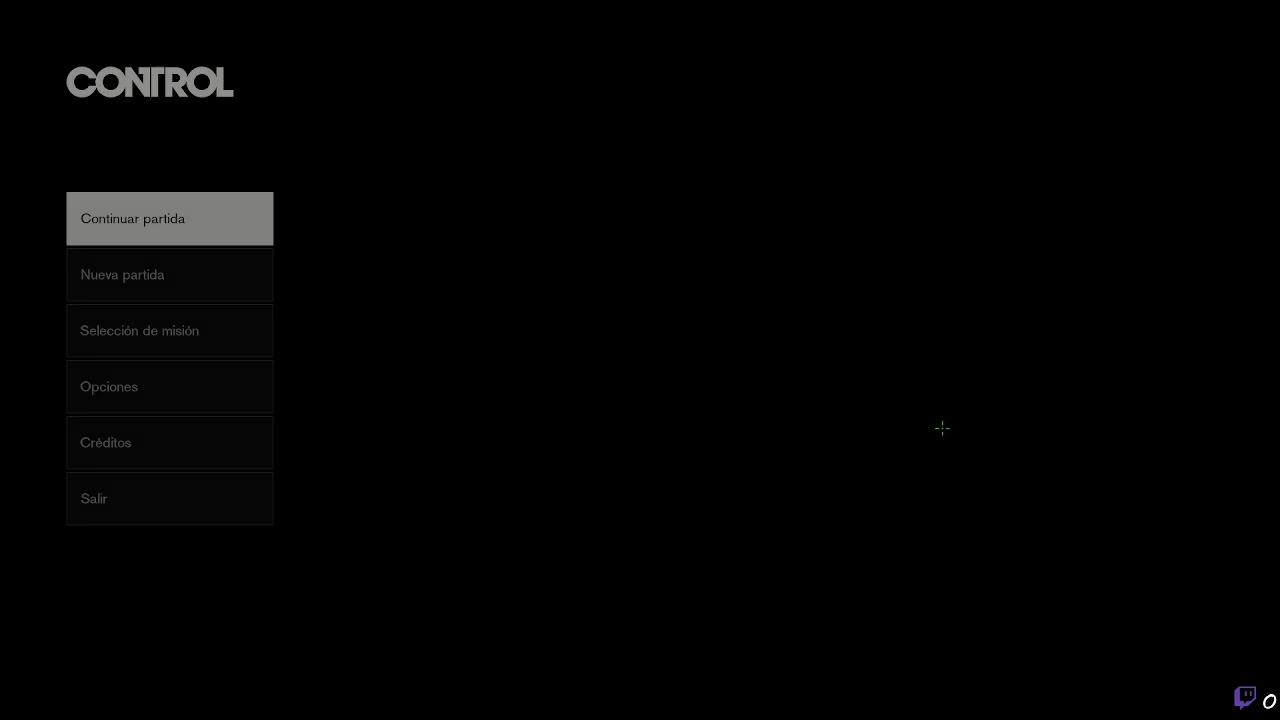 CONTROL
Continuar partida
Nueva partida
Selección de misión
Opciones
Créditos
Salir
0